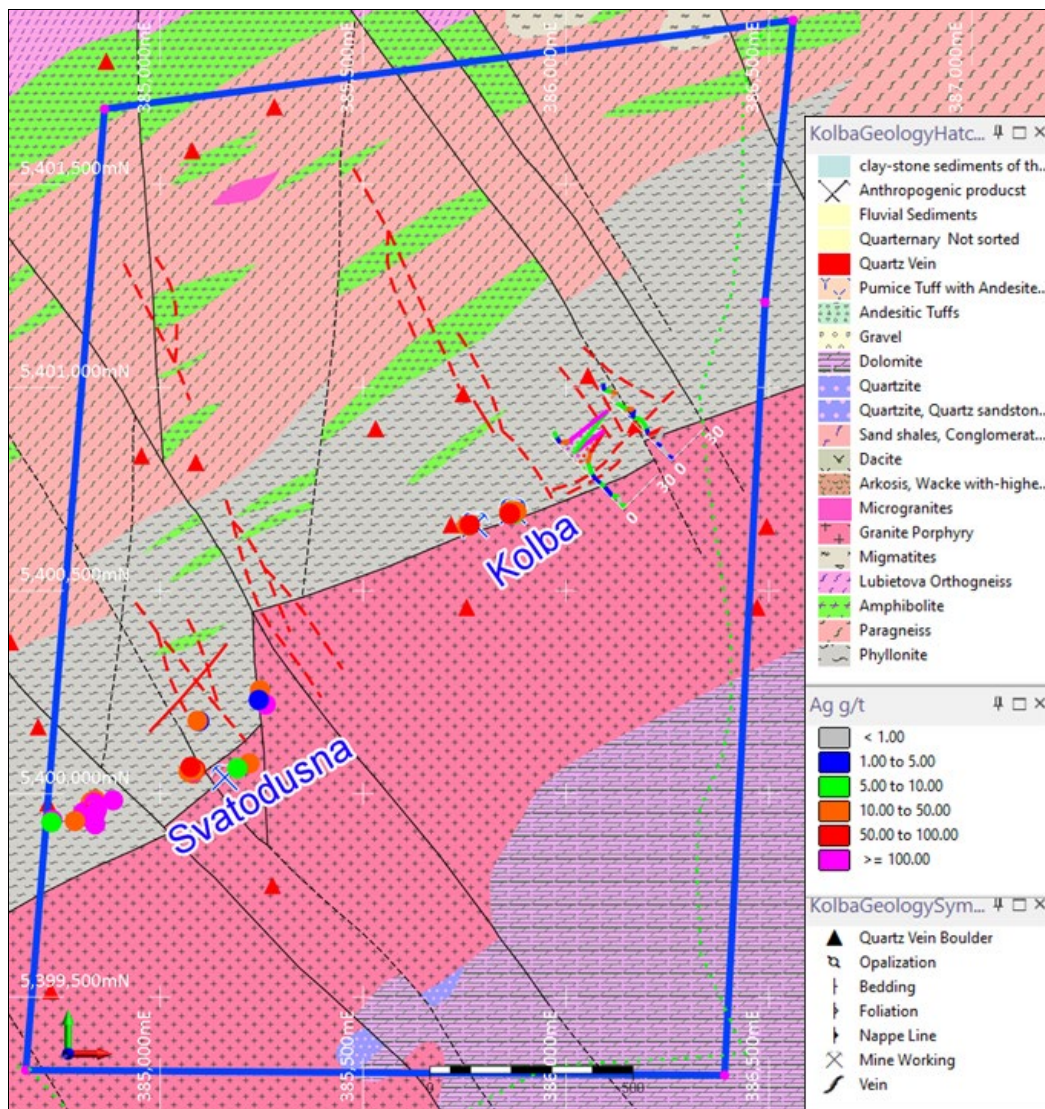 385,000mE
385,500mE
386,000mE
386,500mE
387,000mE
5,401,500mN
5,401,000mN
5,400,500mN
5,400,000mN
5,399,500mN
30
30
0
0
Kolba
Svatodusna
385,000mE
385,500mE
386,000mE
386,500mE
0
500
KolbaGeologyHatc...
clay-stone sediments of th...
Anthropogenic producst
Fluvial Sediments
Quarternary Not sorted
Quartz Vein
Pumice Tuff with Andesite...
Andesitic Tuffs
Gravel
Dolomite
Quartzite
Quartzite, Quartz sandston...
Sand shales, Conglomerat...
Dacite
Arkosis, Wacke with-highe...
Microgranites
Granite Porphyry
Migmatites
Lubietova Orthogneiss
Amphibolite
Paragneiss
Phyllonite
Ag g/t
< 1.00
1.00 to 5.00
5.00 to 10.00
10.00 to 50.00
50.00 to 100.00
>= 100.00
KolbaGeologySym...
Quartz Vein Boulder
Opalization
Bedding
Foliation
Nappe Line
Mine Working
Vein